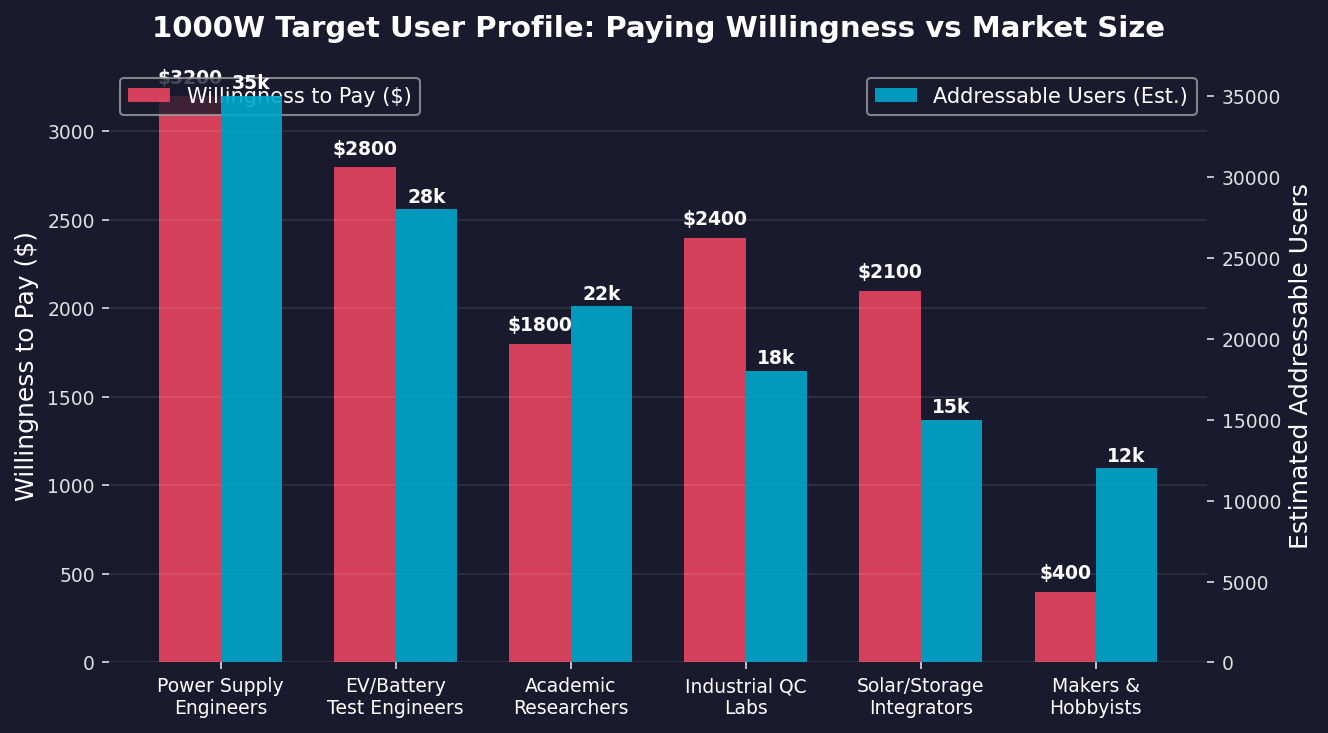 1000W Target User Profile: Paying Willingness vs Market Size
Willingness to Pay ($)
Addressable Users (Est.)
$3200
35k
$2800
28k
$1800
22k
$2400
18k
$2100
15k
$400
12k
Willingness to Pay ($)
3000
2500
2000
1500
1000
500
0
35000
30000
25000
20000
15000
10000
5000
0
Estimated Addressable Users
Power Supply
Engineers
EV/Battery
Test Engineers
Academic
Researchers
Industrial QC
Labs
Solar/Storage
Integrators
Makers &
Hobbyists